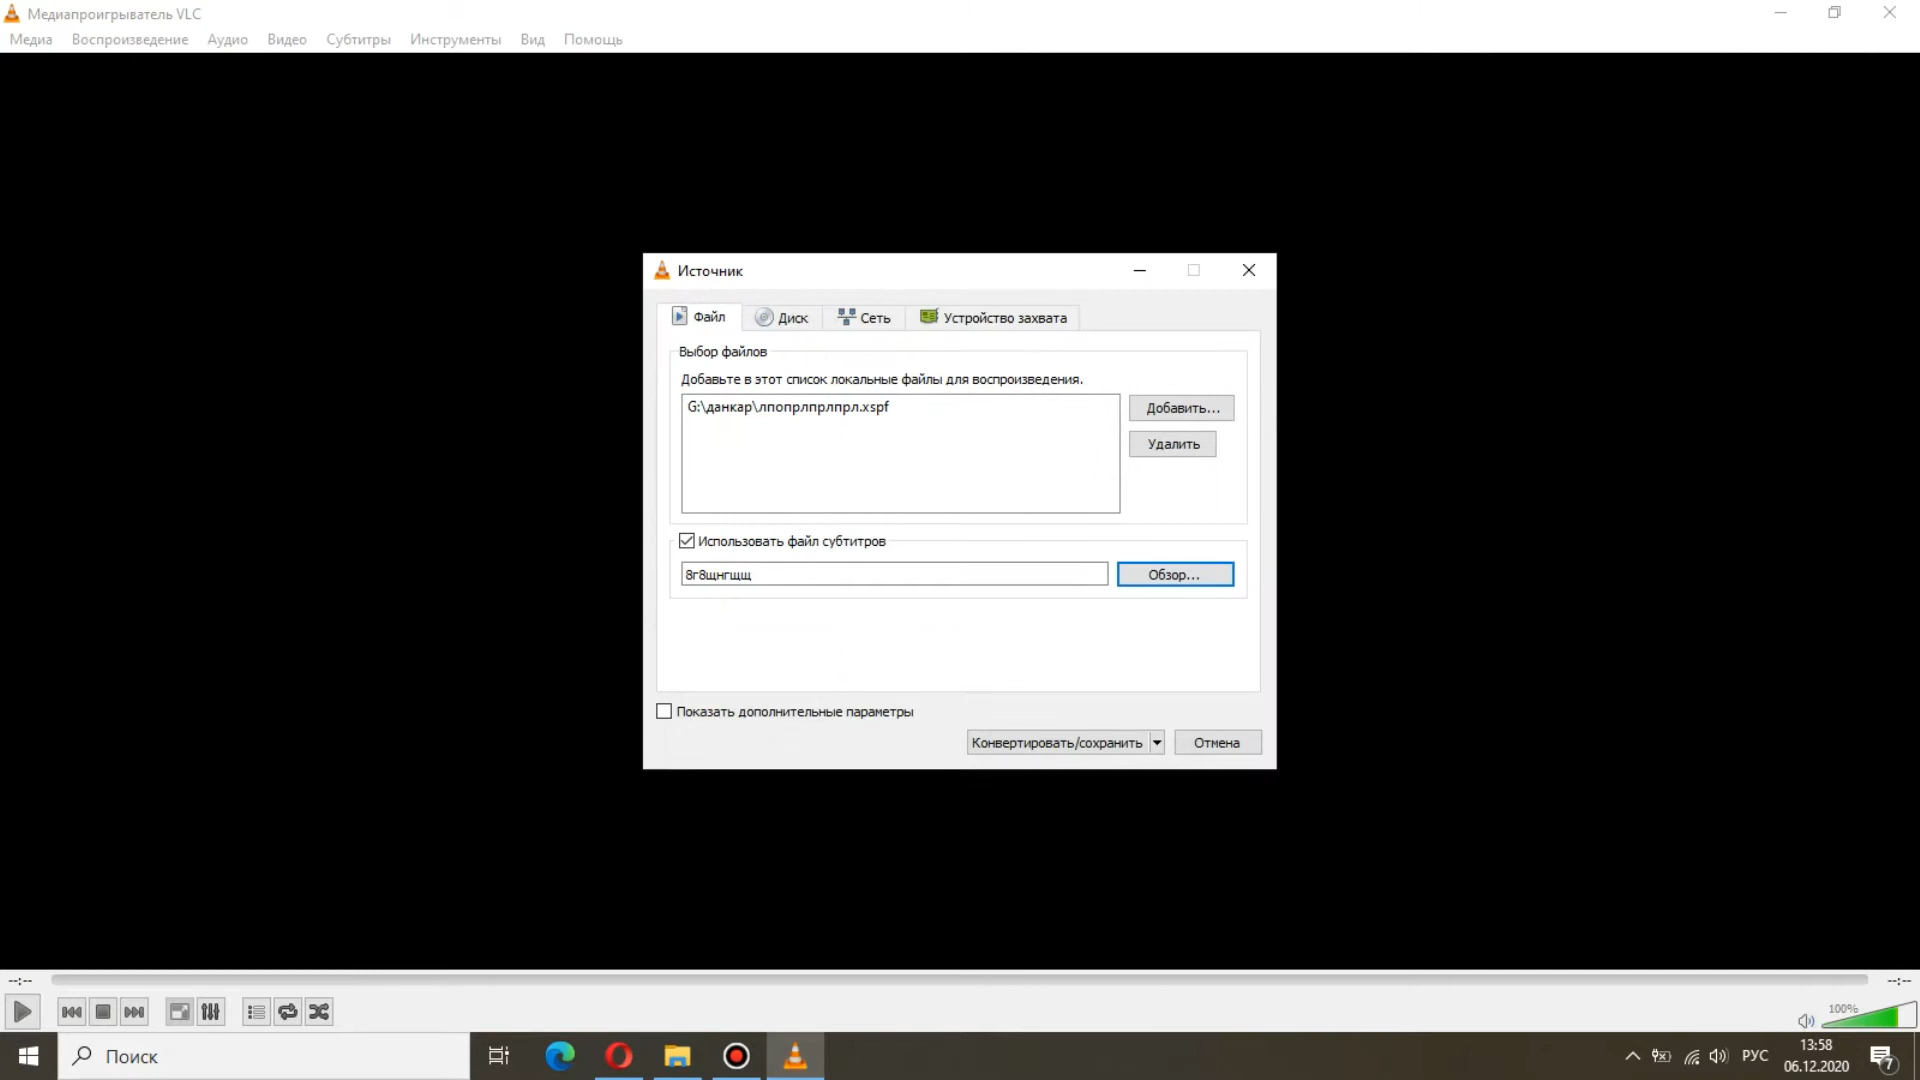 Медиапроигрыватель VLC
Медиа Воспроизведение Аудио Видео Субтитры Инструменты Вид Помощь
Источник
Файл Диск Сеть Устройство захвата
Выбор файлов
Добавьте в этот список локальные файлы для воспроизведения.
G:\данкар\лпопрлпрлпрл.xspf
Добавить...
Удалить
Использовать файл субтитров
8г8щнгщщ
Обзор...
Показать дополнительные параметры
Конвертировать/сохранить Отмена
--:-- --:--
100%
Поиск
РУС
13:58
06.12.2020
7